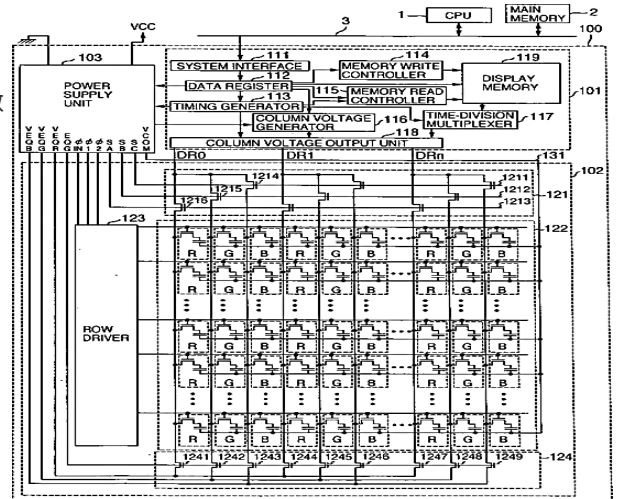 1 CPU MAIN MEMORY 2
3 100
103 VCC
111 114 119
SYSTEM INTERFACE MEMORY WRITE CONTROLLER
112
DATA REGISTER DISPLAY MEMORY
113 115 MEMORY READ CONTROLLER
101
POWER SUPPLY UNIT
TIMING GENERATOR
COLUMN VOLTAGE GENERATOR 116 TIME-DIVISION MULTIPLEXER 117
118
COLUMN VOLTAGE OUTPUT UNIT
DR0 DR1 DRn 131
102
1214 1211
1215 1212 121
1216 1213
123 122
R G B R G B R G B
R G B R G B R G B
ROW DRIVER
R G B R G B R G B
R G B R G B R G B
R G B R G B R G B
1241 1242 1243 1244 1245 1246 1247 1248 1249
124